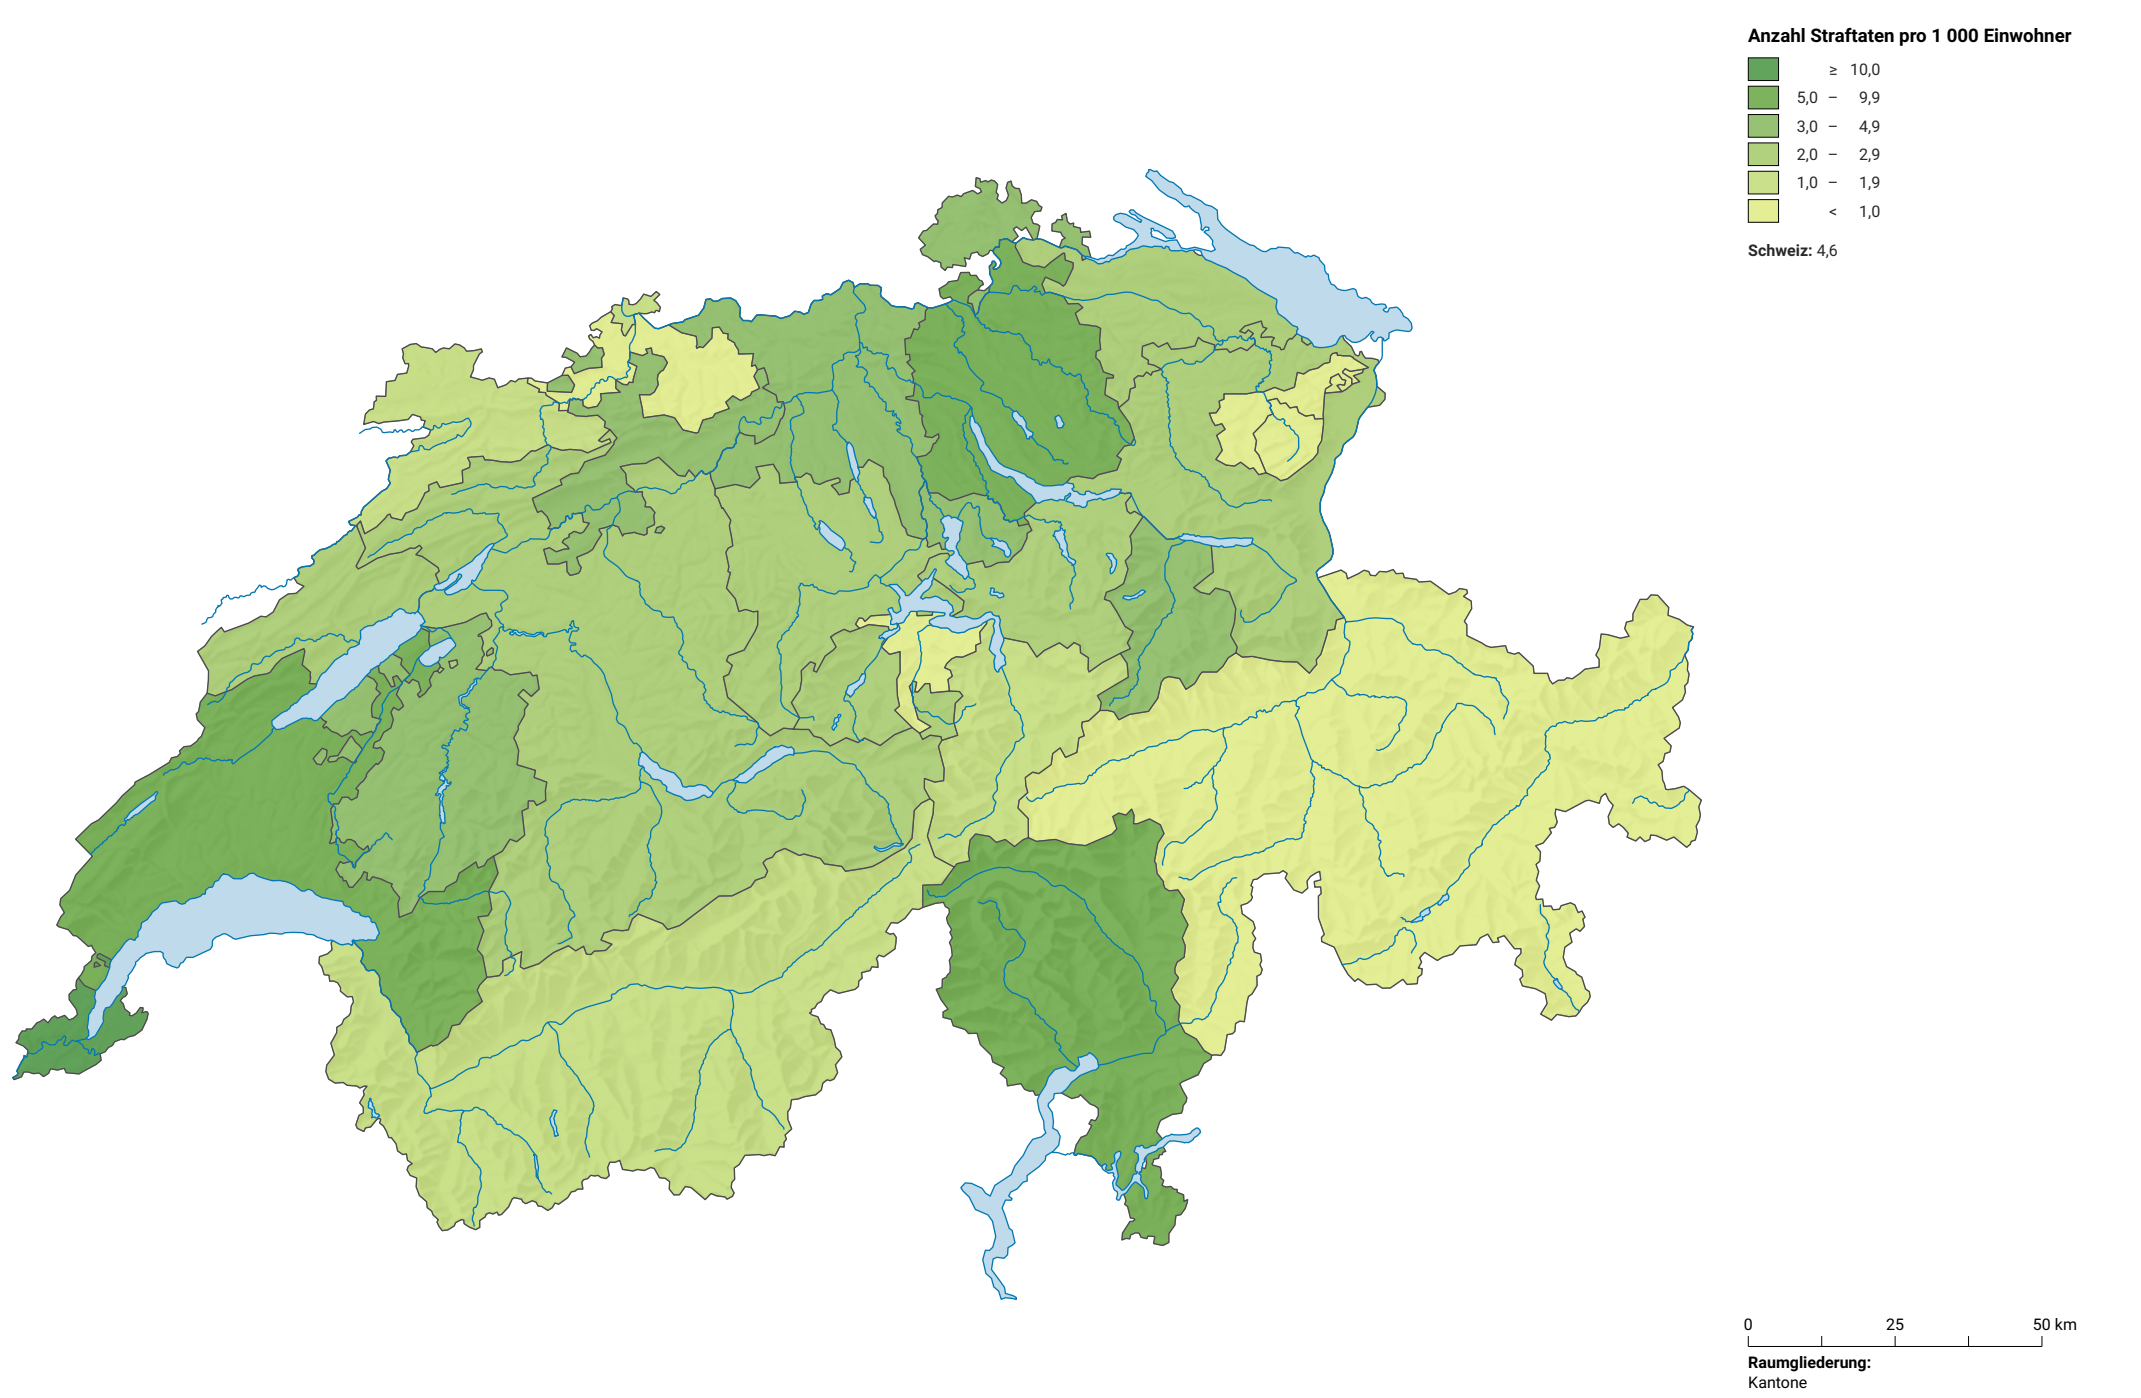 Anzahl Straftaten pro 1 000 Einwohner
≥ 10,0
5,0 – 9,9
3,0 – 4,9
2,0 – 2,9
1,0 – 1,9
< 1,0
Schweiz: 4,6
0 25 50 km
Raumgliederung:
Kantone